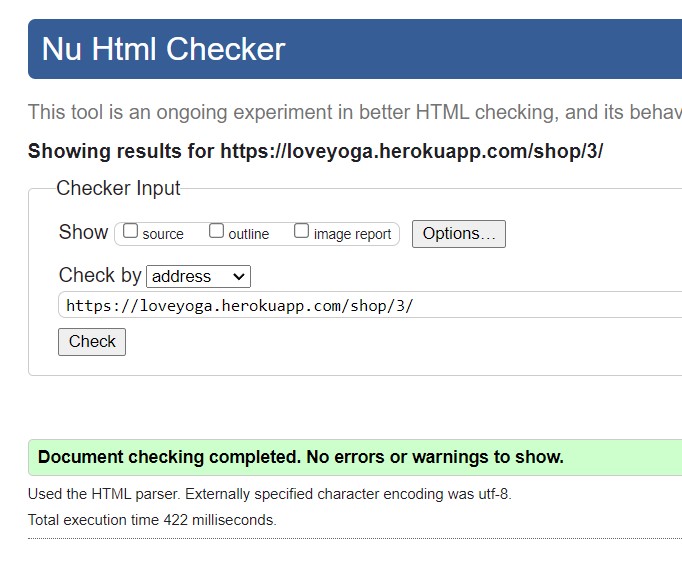 Nu Html Checker
This tool is an ongoing experiment in better HTML checking, and its behav
Showing results for https://loveyoga.herokuapp.com/shop/3/
Checker Input
Show source outline image report Options...
Check by address
https://loveyoga.herokuapp.com/shop/3/
Check
Document checking completed. No errors or warnings to show.
Used the HTML parser. Externally specified character encoding was utf-8.
Total execution time 422 milliseconds.